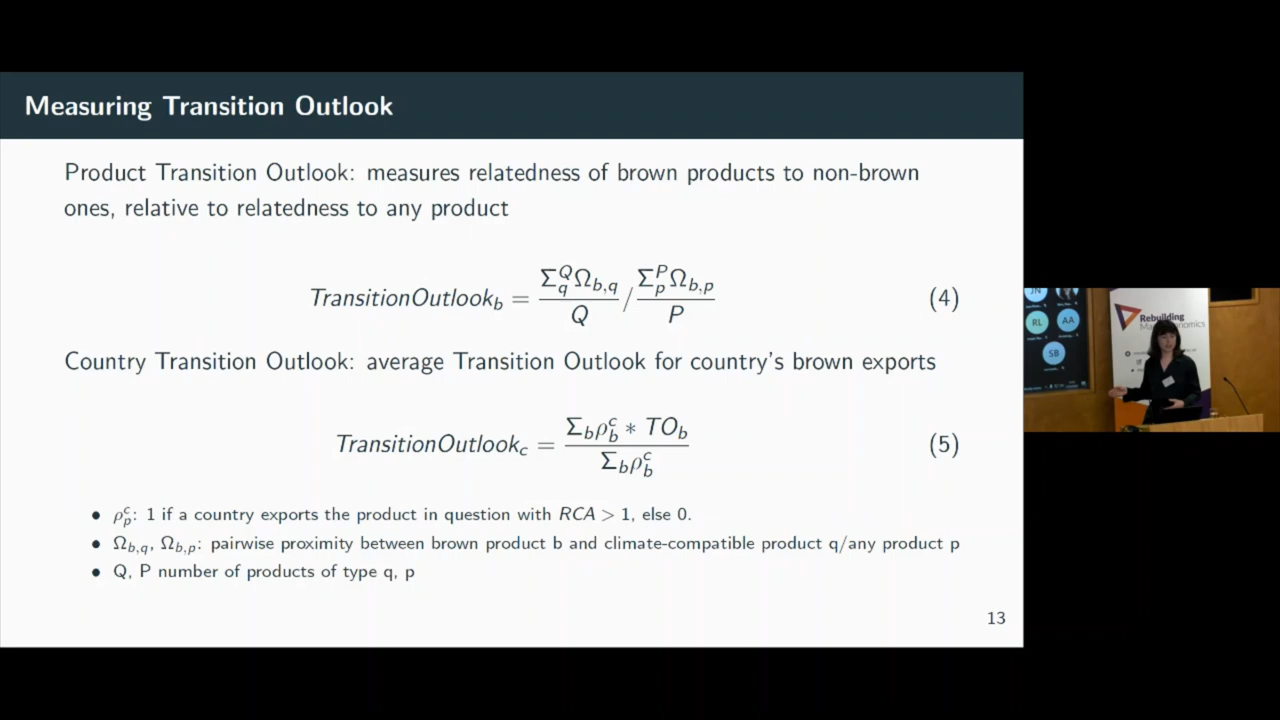 Measuring Transition Outlook
Product Transition Outlook: measures relatedness of brown products to non-brown
ones, relative to relatedness to any product
TransitionOutlook_b = Σ_q^Q Ω_{b,q} / Q / Σ_p^P Ω_{b,p} / P (4)
Country Transition Outlook: average Transition Outlook for country's brown exports
TransitionOutlook_c = Σ_b ρ_b^c * TO_b / Σ_b ρ_b^c (5)
• ρ_p^c: 1 if a country exports the product in question with RCA > 1, else 0.
• Ω_{b,q}, Ω_{b,p}: pairwise proximity between brown product b and climate-compatible product q/any product p
• Q, P number of products of type q, p
13
JN
RL
AA
SB
Rebuilding